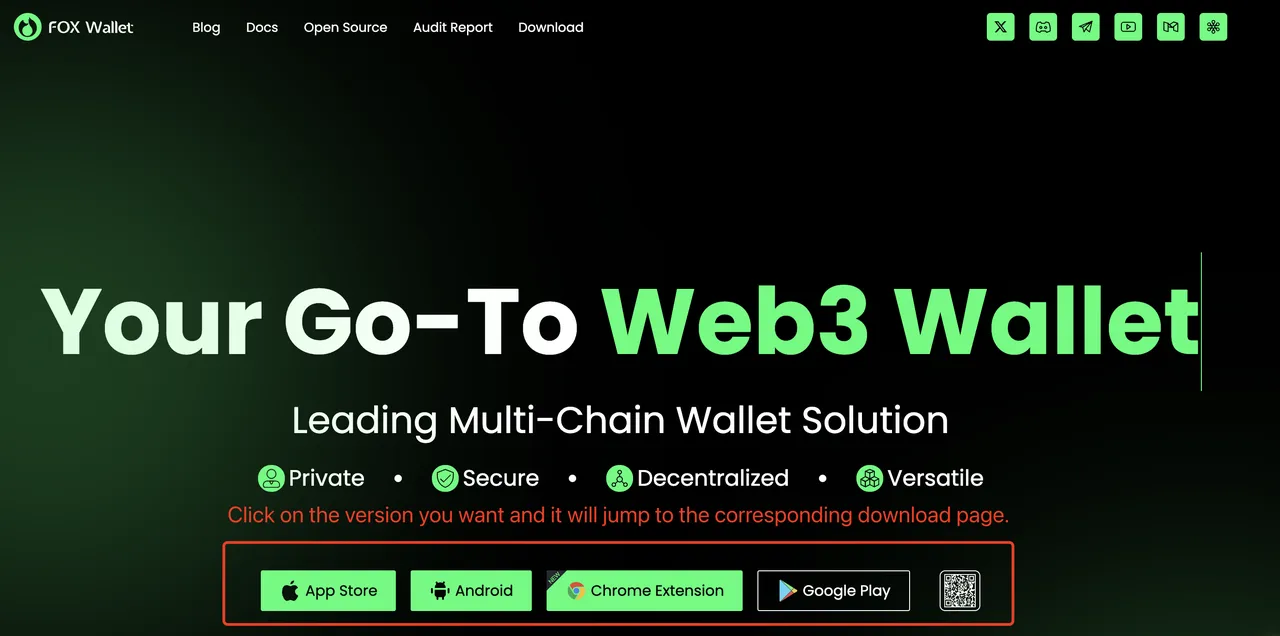 FOX Wallet Blog Docs Open Source Audit Report Download
Your Go-To Web3 Wallet
Leading Multi-Chain Wallet Solution
Private • Secure • Decentralized • Versatile
Click on the version you want and it will jump to the corresponding download page.
App Store Android NEW Chrome Extension Google Play